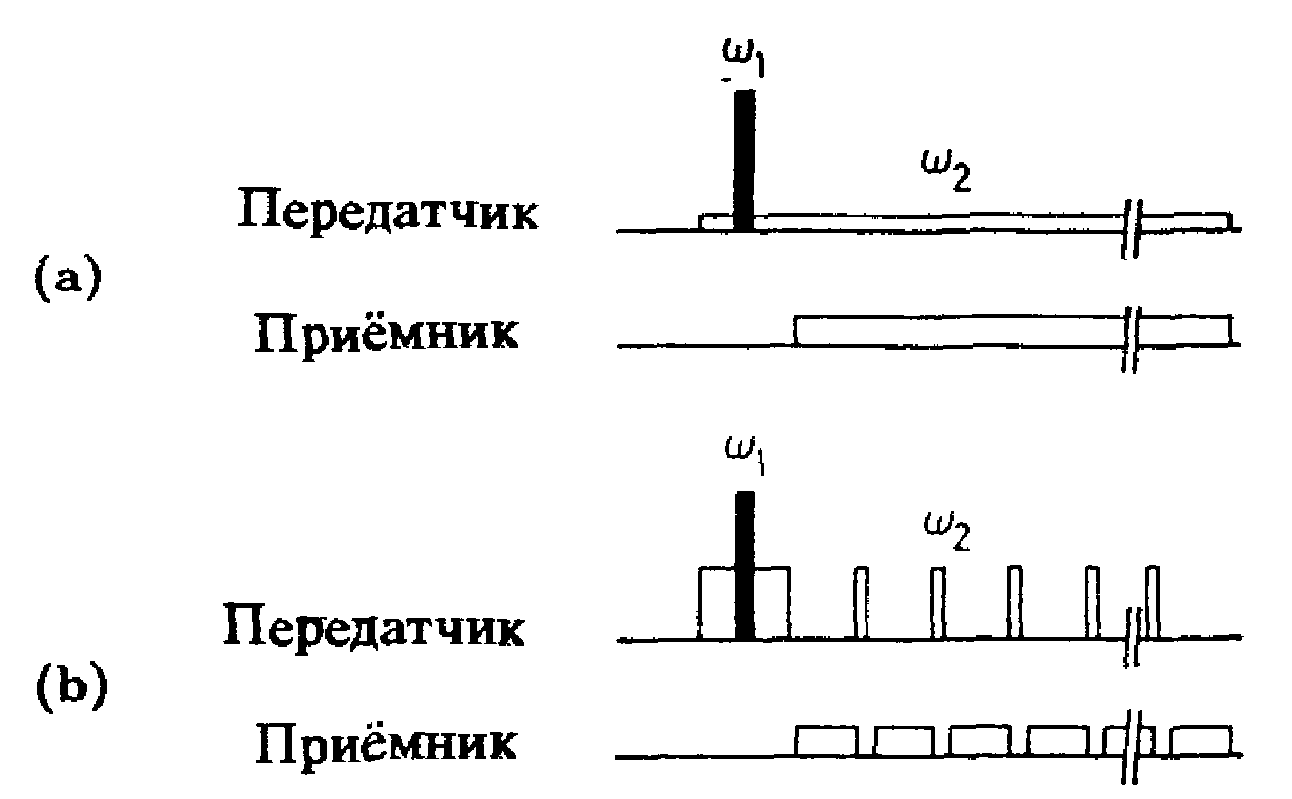 ω₁
ω₂
Передатчик
(a)
Приёмник
ω₁
ω₂
Передатчик
(b)
Приёмник